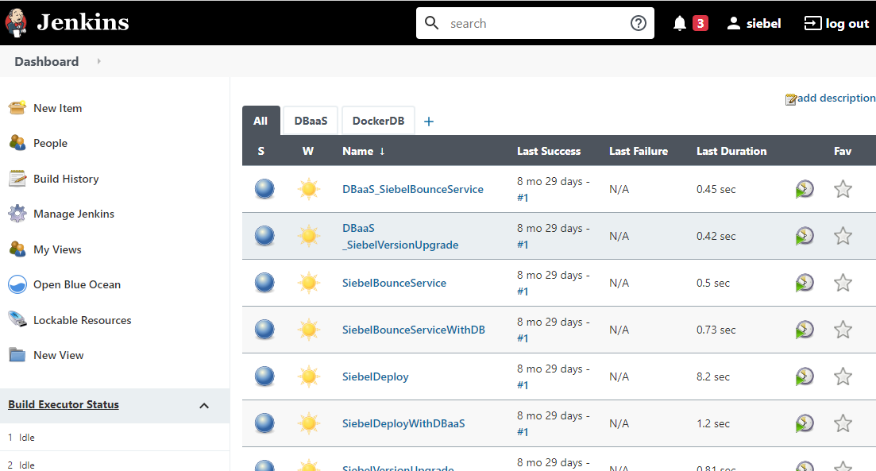 Jenkins
search
3
siebel
log out
Dashboard
New Item
People
Build History
Manage Jenkins
My Views
Open Blue Ocean
Lockable Resources
New View
Build Executor Status
1 Idle
2 Idle
add description
All DBaaS DockerDB +
S W Name ↓ Last Success Last Failure Last Duration Fav
DBaaS_SiebelBounceService 8 mo 29 days - N/A 0.45 sec
#1
DBaaS 8 mo 29 days - N/A 0.42 sec
_SiebelVersionUpgrade #1
SiebelBounceService 8 mo 29 days - N/A 0.5 sec
#1
SiebelBounceServiceWithDB 8 mo 29 days - N/A 0.73 sec
#1
SiebelDeploy 8 mo 29 days - N/A 8.2 sec
#1
SiebelDeployWithDBaaS 8 mo 29 days - N/A 1.2 sec
#1
SiebelVersionUpgrade 8 mo 29 days - N/A 0.81 sec